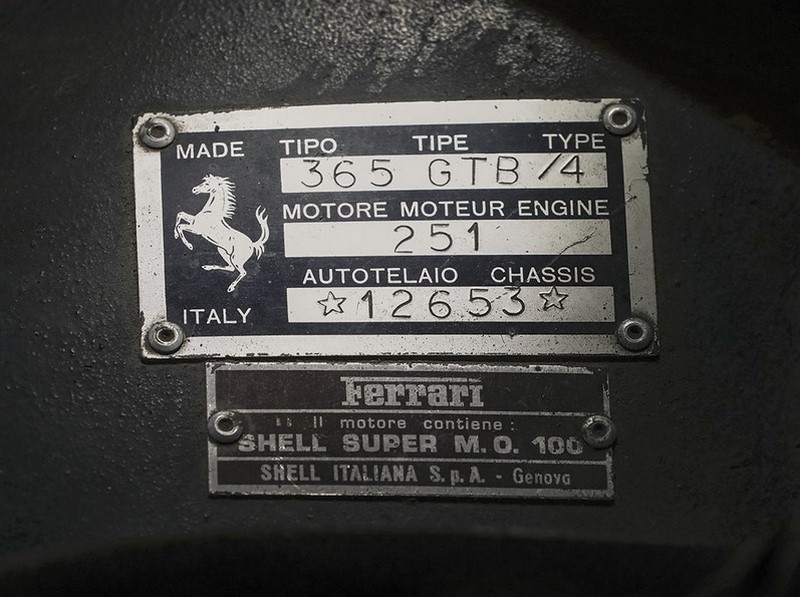 MADE TIPO TIPE TYPE
365 GTB/4
MOTORE MOTEUR ENGINE
251
AUTOTELAIO CHASSIS
☆12653☆
ITALY
Ferrari
Il motore contiene:
SHELL SUPER M.O. 100
SHELL ITALIANA S.p.A. - Genova